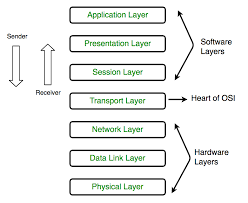 Application Layer
Sender
Presentation Layer
Software
Layers
Session Layer
Receiver
Transport Layer
Heart of OSI
Network Layer
Data Link Layer
Hardware
Layers
Physical Layer